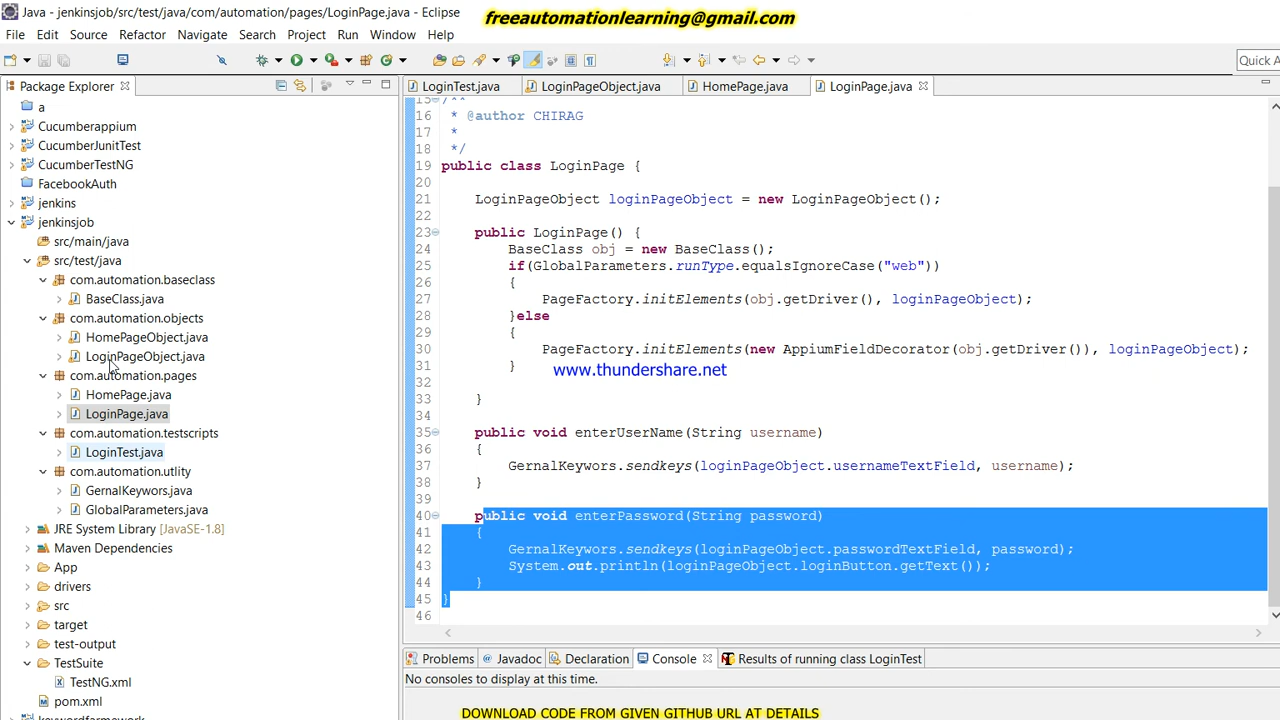 Java - jenkinsjob/src/test/java/com/automation/pages/LoginPage.java - Eclipse
freeautomationlearning@gmail.com
File Edit Source Refactor Navigate Search Project Run Window Help
Quick A
Package Explorer
LoginTest.java LoginPageObject.java HomePage.java LoginPage.java
a
Cucumberappium
CucumberJunitTest
CucumberTestNG
FacebookAuth
jenkins
jenkinsjob
src/main/java
src/test/java
com.automation.baseclass
BaseClass.java
com.automation.objects
HomePageObject.java
LoginPageObject.java
com.automation.pages
HomePage.java
LoginPage.java
com.automation.testscripts
LoginTest.java
com.automation.utlity
GernalKeywors.java
GlobalParameters.java
JRE System Library [JavaSE-1.8]
Maven Dependencies
App
drivers
src
target
test-output
TestSuite
TestNG.xml
pom.xml
keywordfarmework
15 /**
16 * @author CHIRAG
17 *
18 */
19 public class LoginPage {
20
21 LoginPageObject loginPageObject = new LoginPageObject();
22
23 public LoginPage() {
24 BaseClass obj = new BaseClass();
25 if(GlobalParameters.runType.equalsIgnoreCase("web"))
26 {
27 PageFactory.initElements(obj.getDriver(), loginPageObject);
28 }else
29 {
30 PageFactory.initElements(new AppiumFieldDecorator(obj.getDriver()), loginPageObject);
31 }
www.thundershare.net
32
33 }
34
35 public void enterUserName(String username)
36 {
37 GernalKeywors.sendkeys(loginPageObject.usernameTextField, username);
38 }
39
40 public void enterPassword(String password)
41 {
42 GernalKeywors.sendkeys(loginPageObject.passwordTextField, password);
43 System.out.println(loginPageObject.loginButton.getText());
44 }
45 }
46
Problems Javadoc Declaration Console Results of running class LoginTest
No consoles to display at this time.
DOWNLOAD CODE FROM GIVEN GITHUB URL AT DETAILS